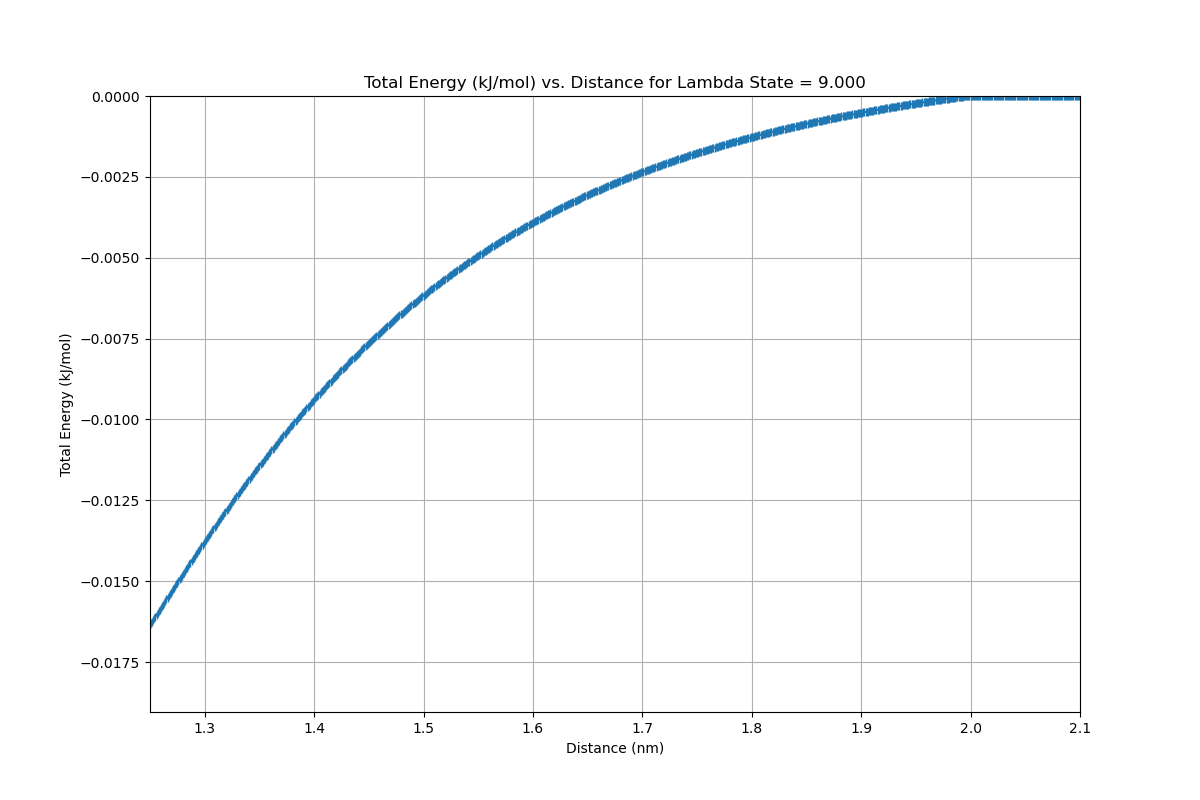 Total Energy (kJ/mol) vs. Distance for Lambda State = 9.000
0.0000
−0.0025
−0.0050
−0.0075
−0.0100
−0.0125
−0.0150
−0.0175
Total Energy (kJ/mol)
1.3 1.4 1.5 1.6 1.7 1.8 1.9 2.0 2.1
Distance (nm)